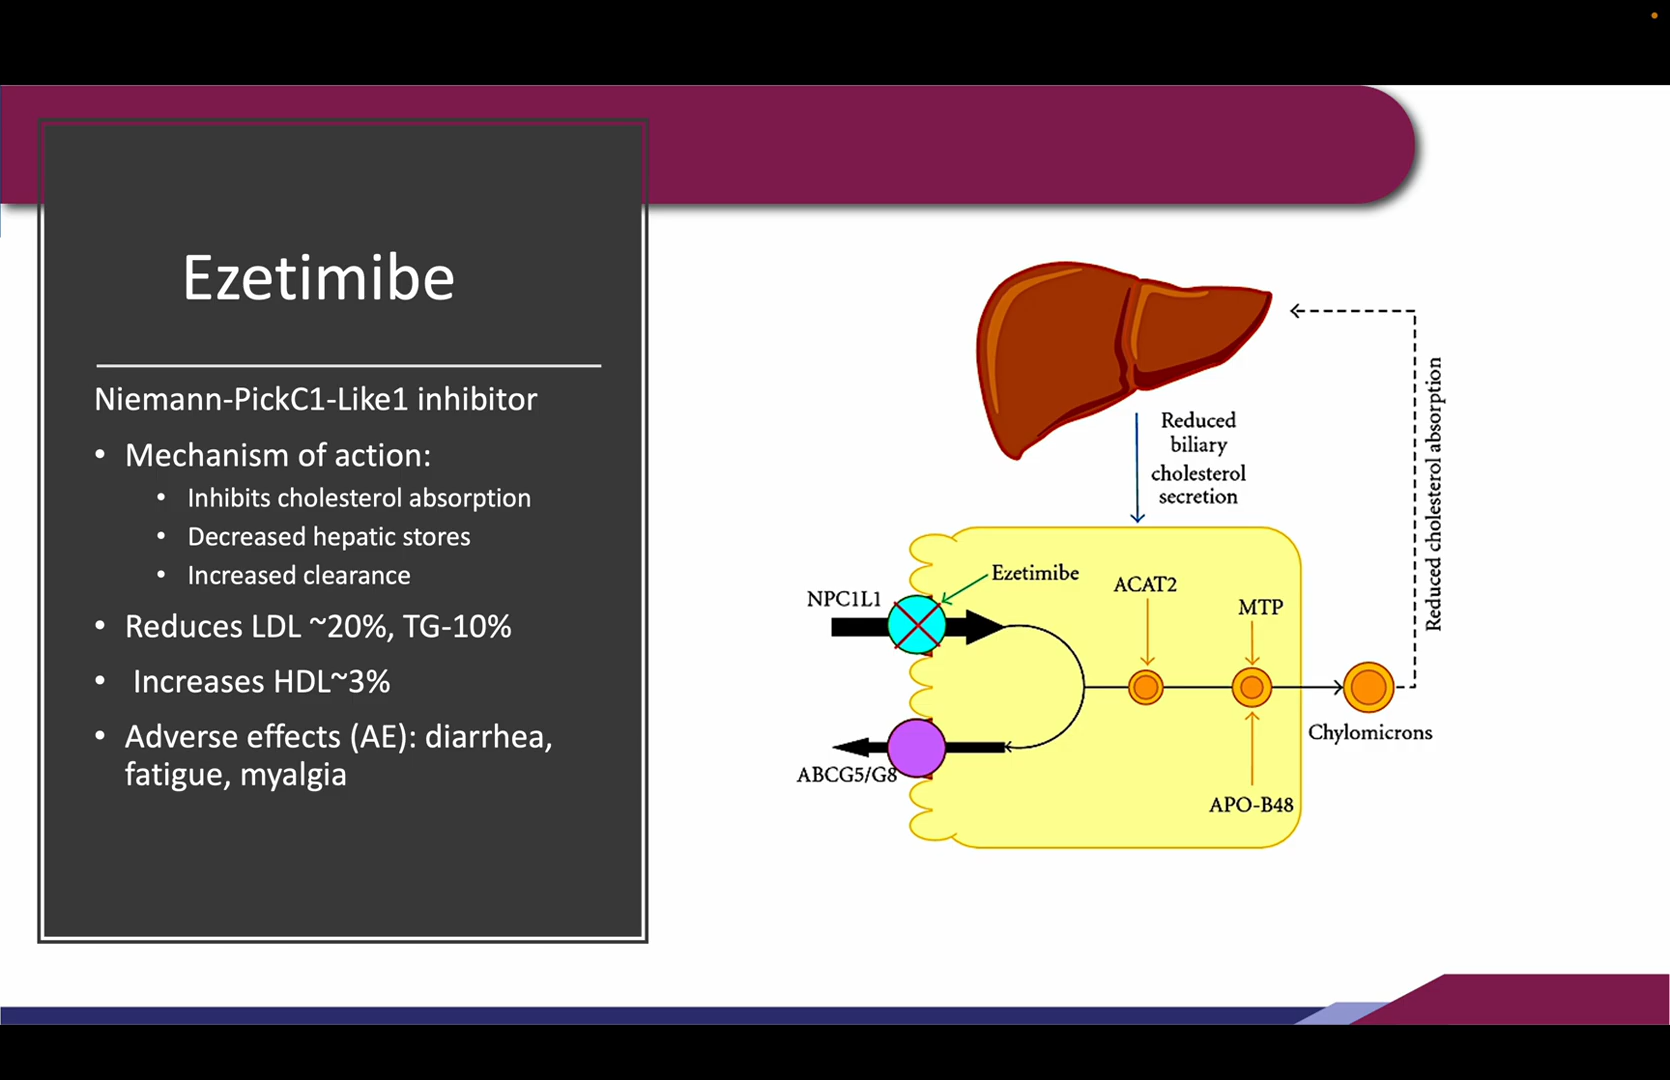 Ezetimibe
Niemann-PickC1-Like1 inhibitor
• Mechanism of action:
• Inhibits cholesterol absorption
• Decreased hepatic stores
• Increased clearance
• Reduces LDL ~20%, TG-10%
• Increases HDL~3%
• Adverse effects (AE): diarrhea,
fatigue, myalgia
Reduced
biliary
cholesterol
secretion
Reduced cholesterol absorption
Ezetimibe
NPC1L1
ACAT2
MTP
Chylomicrons
ABCG5/G8
APO-B48